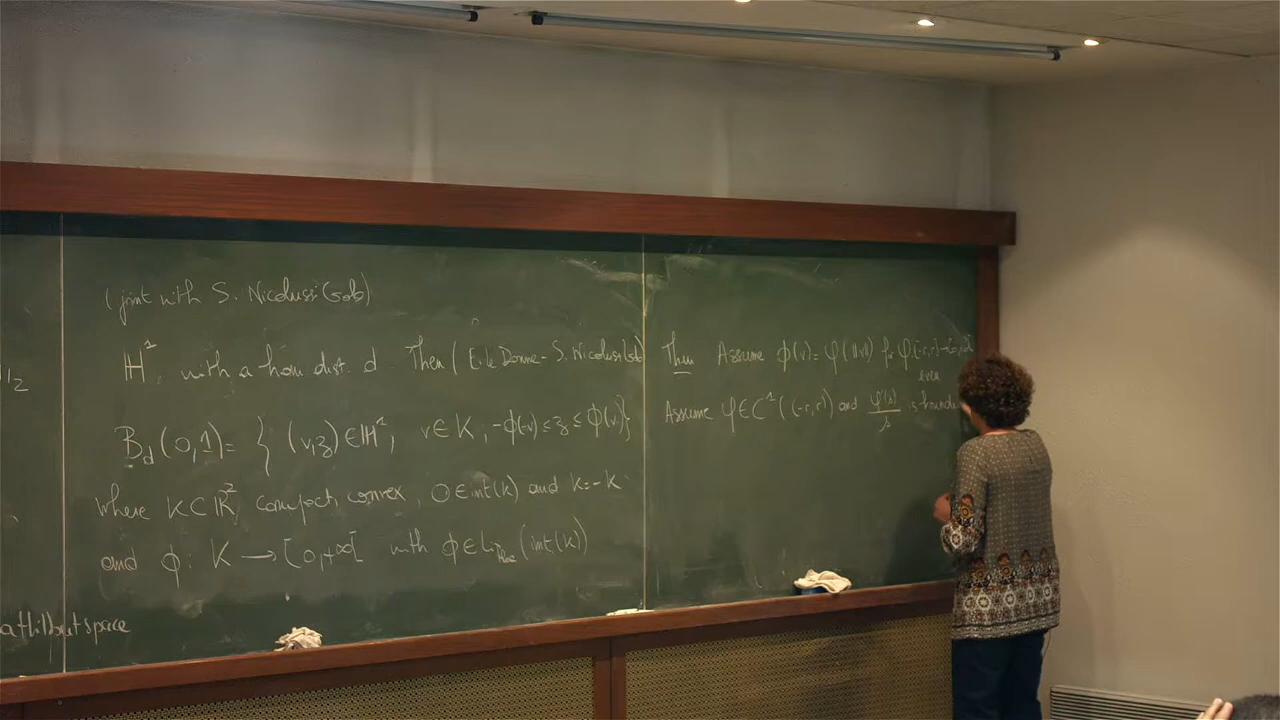 1/2
(joint with S. Nicolussi Golo)
ℍ¹ with a hom dist. d. Then (E. Le Donne - S. Nicolussi Golo)
B_d(0,1) = { (v,z) ∈ ℍ¹, v ∈ K, -ϕ(-v) ≤ z ≤ ϕ(v)}
where K ⊂ ℝ², compact, convex, 0 ∈ int(K) and K = -K
and ϕ: K → [0,+∞[ with ϕ ∈ Lip_loc(int(K))
a Hilbert space
Thm Assume ϕ(v) = φ(‖v‖) for φ:(-r,r) →
even
Assume φ ∈ C¹((-r,r)) and φ'(s)/s is bounded